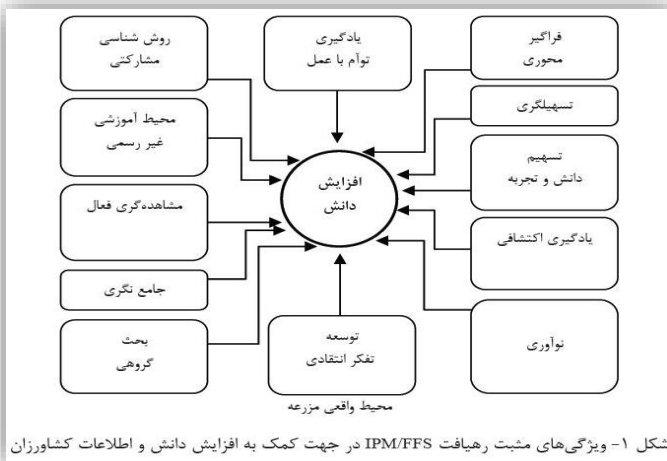 فراگیر
محوری
یادگیری
توأم با عمل
روش شناسی
مشارکتی
تسهیلگری
محیط آموزشی
غیر رسمی
تسهیم
دانش و تجربه
افزایش
دانش
مشاهده‌گری فعال
یادگیری اکتشافی
جامع نگری
نوآوری
توسعه
تفکر انتقادی
بحث
گروهی
محیط واقعی مزرعه
شکل ۱- ویژگی‌های مثبت رهیافت IPM/FFS در جهت کمک به افزایش دانش و اطلاعات کشاورزان